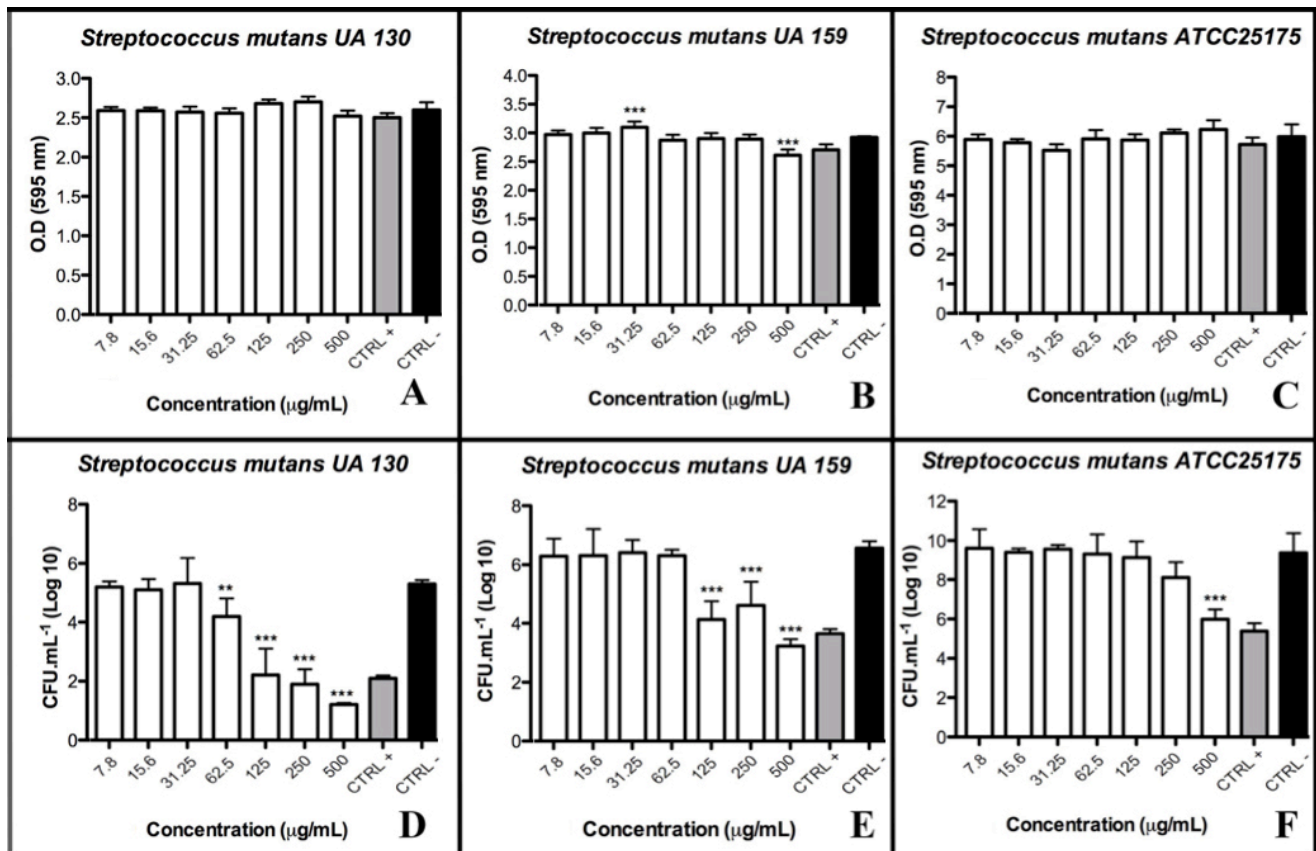 Streptococcus mutans UA 130
O.D (595 nm)
3.0
2.5
2.0
1.5
1.0
0.5
0.0
7.8 15.6 31.25 62.5 125 250 500 CTRL + CTRL -
Concentration (µg/mL)
A
Streptococcus mutans UA 159
O.D (595 nm)
4.0
3.5
3.0
2.5
2.0
1.5
1.0
0.5
0.0
*** ***
7.8 15.6 31.25 62.5 125 250 500 CTRL + CTRL -
Concentration (µg/mL)
B
Streptococcus mutans ATCC25175
O.D (595 nm)
8
7
6
5
4
3
2
1
0
7.8 15.6 31.25 62.5 125 250 500 CTRL + CTRL -
Concentration (µg/mL)
C
Streptococcus mutans UA 130
CFU.mL⁻¹ (Log 10)
8
6
4
2
0
** *** *** ***
7.8 15.6 31.25 62.5 125 250 500 CTRL + CTRL -
Concentration (µg/mL)
D
Streptococcus mutans UA 159
CFU.mL⁻¹ (Log 10)
8
6
4
2
0
*** *** ***
7.8 15.6 31.25 62.5 125 250 500 CTRL + CTRL -
Concentration (µg/mL)
E
Streptococcus mutans ATCC25175
CFU.mL⁻¹ (Log 10)
12
10
8
6
4
2
0
***
7.8 15.6 31.25 62.5 125 250 500 CTRL + CTRL -
Concentration (µg/mL)
F